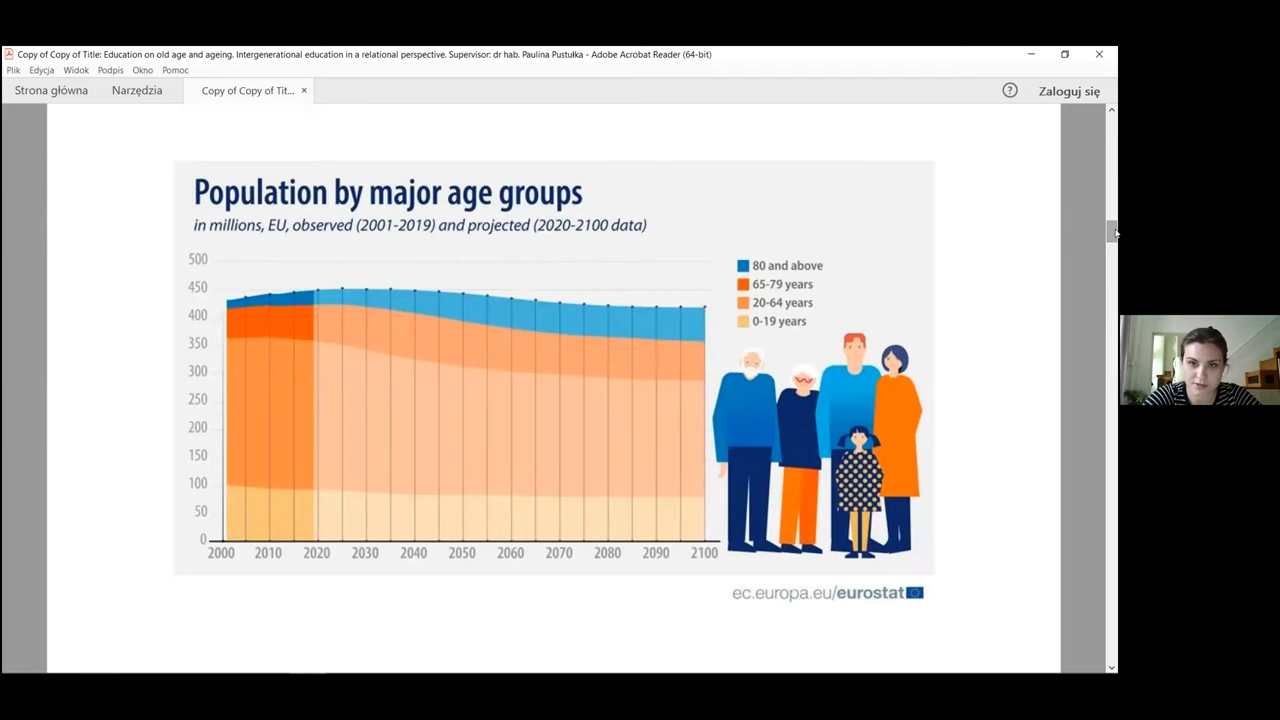 Copy of Copy of Title: Education on old age and ageing. Intergenerational education in a relational perspective. Supervisor: dr hab. Paulina Pustułka - Adobe Acrobat Reader (64-bit)
Plik Edycja Widok Podpis Okno Pomoc
Strona główna Narzędzia Copy of Copy of Tit... × ? Zaloguj się
Population by major age groups
in millions, EU, observed (2001-2019) and projected (2020-2100 data)
500
450
400
350
300
250
200
150
100
50
0
2000 2010 2020 2030 2040 2050 2060 2070 2080 2090 2100
80 and above
65-79 years
20-64 years
0-19 years
ec.europa.eu/eurostat